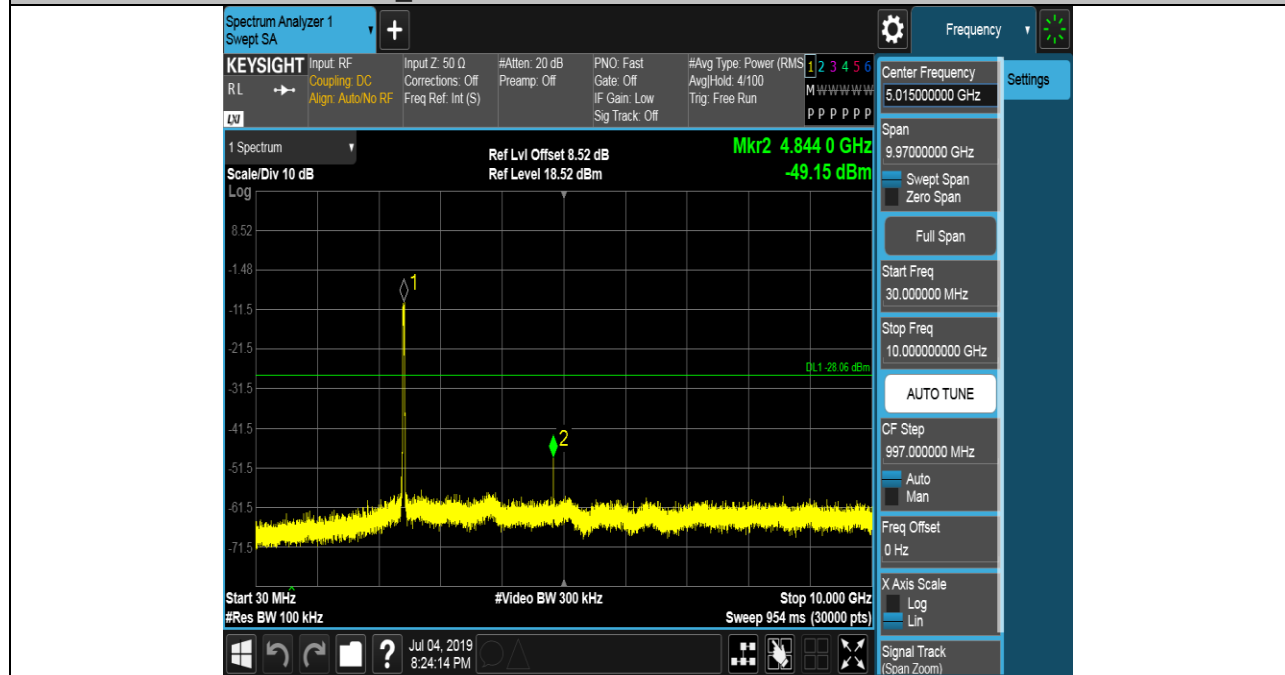 Spectrum Analyzer 1
Swept SA
+
Frequency
KEYSIGHT
R L
LXI
Input: RF
Coupling: DC
Align: Auto/No RF
Input Z: 50 Ω
Corrections: Off
Freq Ref: Int (S)
#Atten: 20 dB
Preamp: Off
PNO: Fast
Gate: Off
IF Gain: Low
Sig Track: Off
#Avg Type: Power (RMS
Avg|Hold: 4/100
Trig: Free Run
1 2 3 4 5 6
M W W W W W
P P P P P P
1 Spectrum
Scale/Div 10 dB
Ref Lvl Offset 8.52 dB
Ref Level 18.52 dBm
Mkr2 4.844 0 GHz
-49.15 dBm
Log
8.52
-1.48
-11.5
-21.5
-31.5
-41.5
-51.5
-61.5
-71.5
1
2
DL1 -28.06 dBm
Start 30 MHz
#Res BW 100 kHz
#Video BW 300 kHz
Stop 10.000 GHz
Sweep 954 ms (30000 pts)
?
Jul 04, 2019
8:24:14 PM
Center Frequency
5.015000000 GHz
Span
9.97000000 GHz
Swept Span
Zero Span
Full Span
Start Freq
30.000000 MHz
Stop Freq
10.000000000 GHz
AUTO TUNE
CF Step
997.000000 MHz
Auto
Man
Freq Offset
0 Hz
X Axis Scale
Log
Lin
Signal Track
(Span Zoom)
Settings